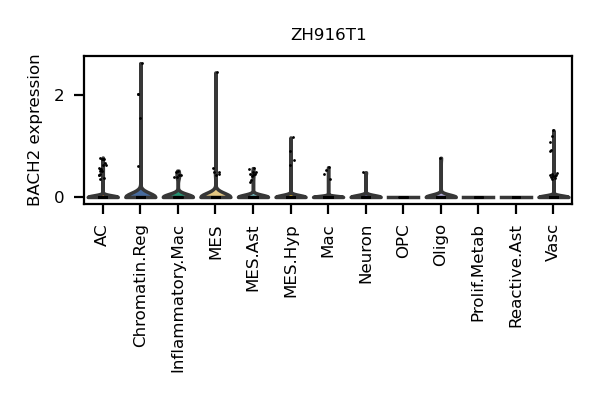 ZH916T1
BACH2 expression
2
0
AC
Chromatin.Reg
Inflammatory.Mac
MES
MES.Ast
MES.Hyp
Mac
Neuron
OPC
Oligo
Prolif.Metab
Reactive.Ast
Vasc